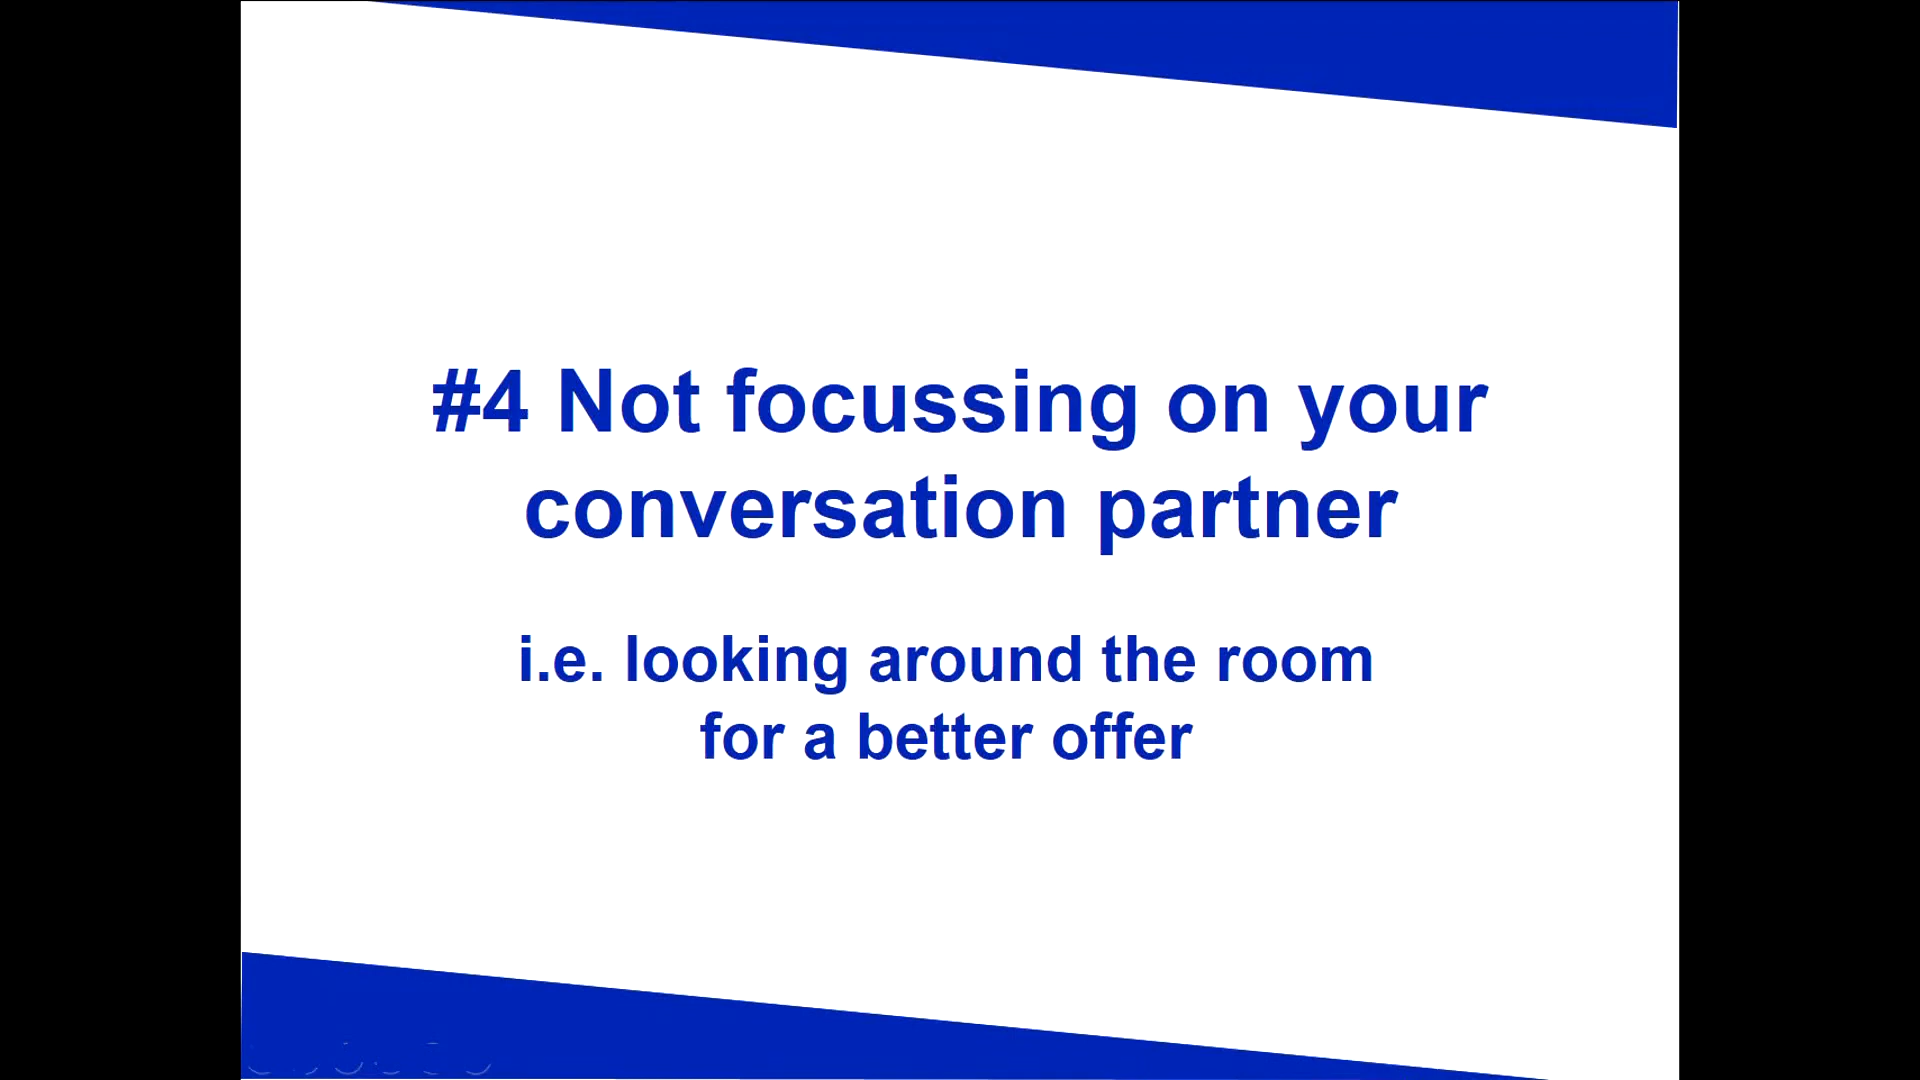 #4 Not focussing on your
conversation partner
i.e. looking around the room
for a better offer